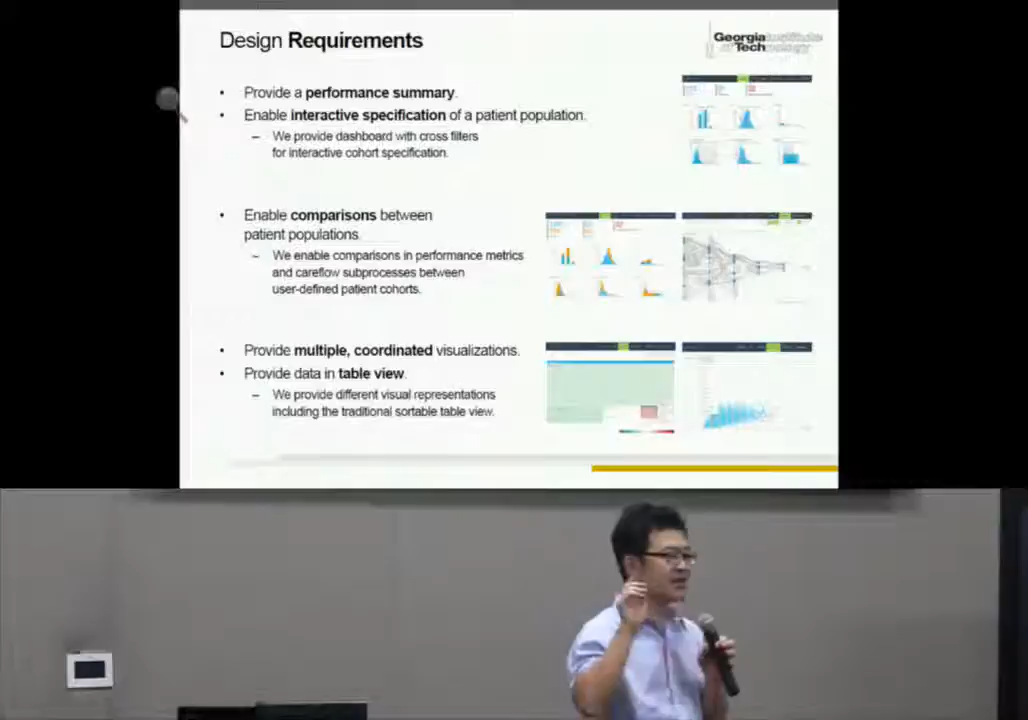 Design Requirements
Georgia Institute
of Technology
• Provide a performance summary.
• Enable interactive specification of a patient population.
– We provide dashboard with cross filters
for interactive cohort specification.
• Enable comparisons between
patient populations.
– We enable comparisons in performance metrics
and careflow subprocesses between
user-defined patient cohorts.
• Provide multiple, coordinated visualizations.
• Provide data in table view.
– We provide different visual representations
including the traditional sortable table view.